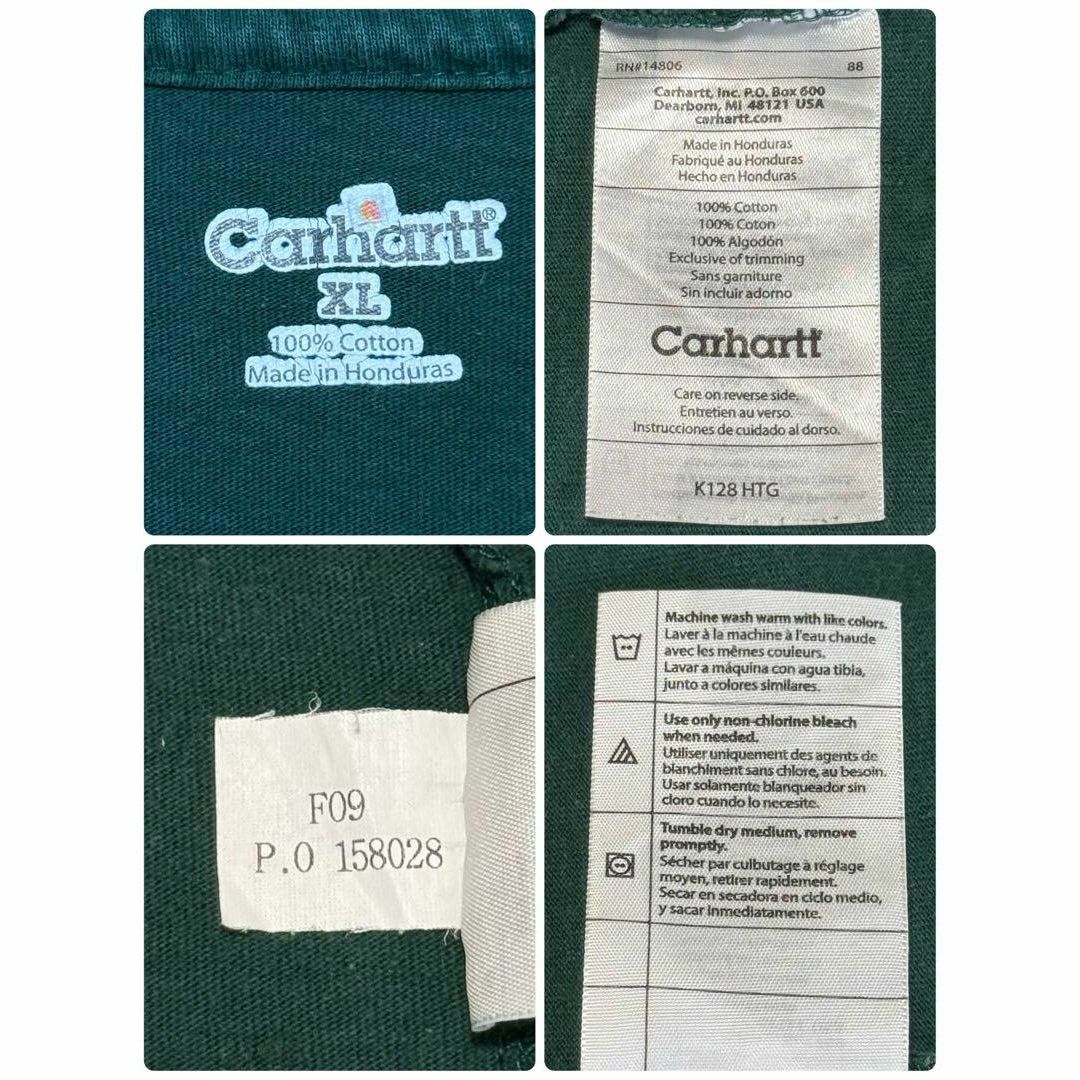 Carhartt®
XL
100% Cotton
Made in Honduras
RN#14806 88
Carhartt, Inc. P.O. Box 600
Dearborn, MI 48121 USA
carhartt.com
Made in Honduras
Fabriqué au Honduras
Hecho en Honduras
100% Cotton
100% Coton
100% Algodón
Exclusive of trimming
Sans garniture
Sin incluir adorno
Carhartt
Care on reverse side.
Entretien au verso.
Instrucciones de cuidado al dorso.
K128 HTG
F09
P.O 158028
Machine wash warm with like colors.
Laver à la machine à l'eau chaude
avec les mêmes couleurs.
Lavar a máquina con agua tibia,
junto a colores similares.
Use only non-chlorine bleach
when needed.
Utiliser uniquement des agents de
blanchiment sans chlore, au besoin.
Usar solamente blanqueador sin
cloro cuando lo necesite.
Tumble dry medium, remove
promptly.
Sécher par culbutage à réglage
moyen, retirer rapidement.
Secar en secadora en ciclo medio,
y sacar inmediatamente.